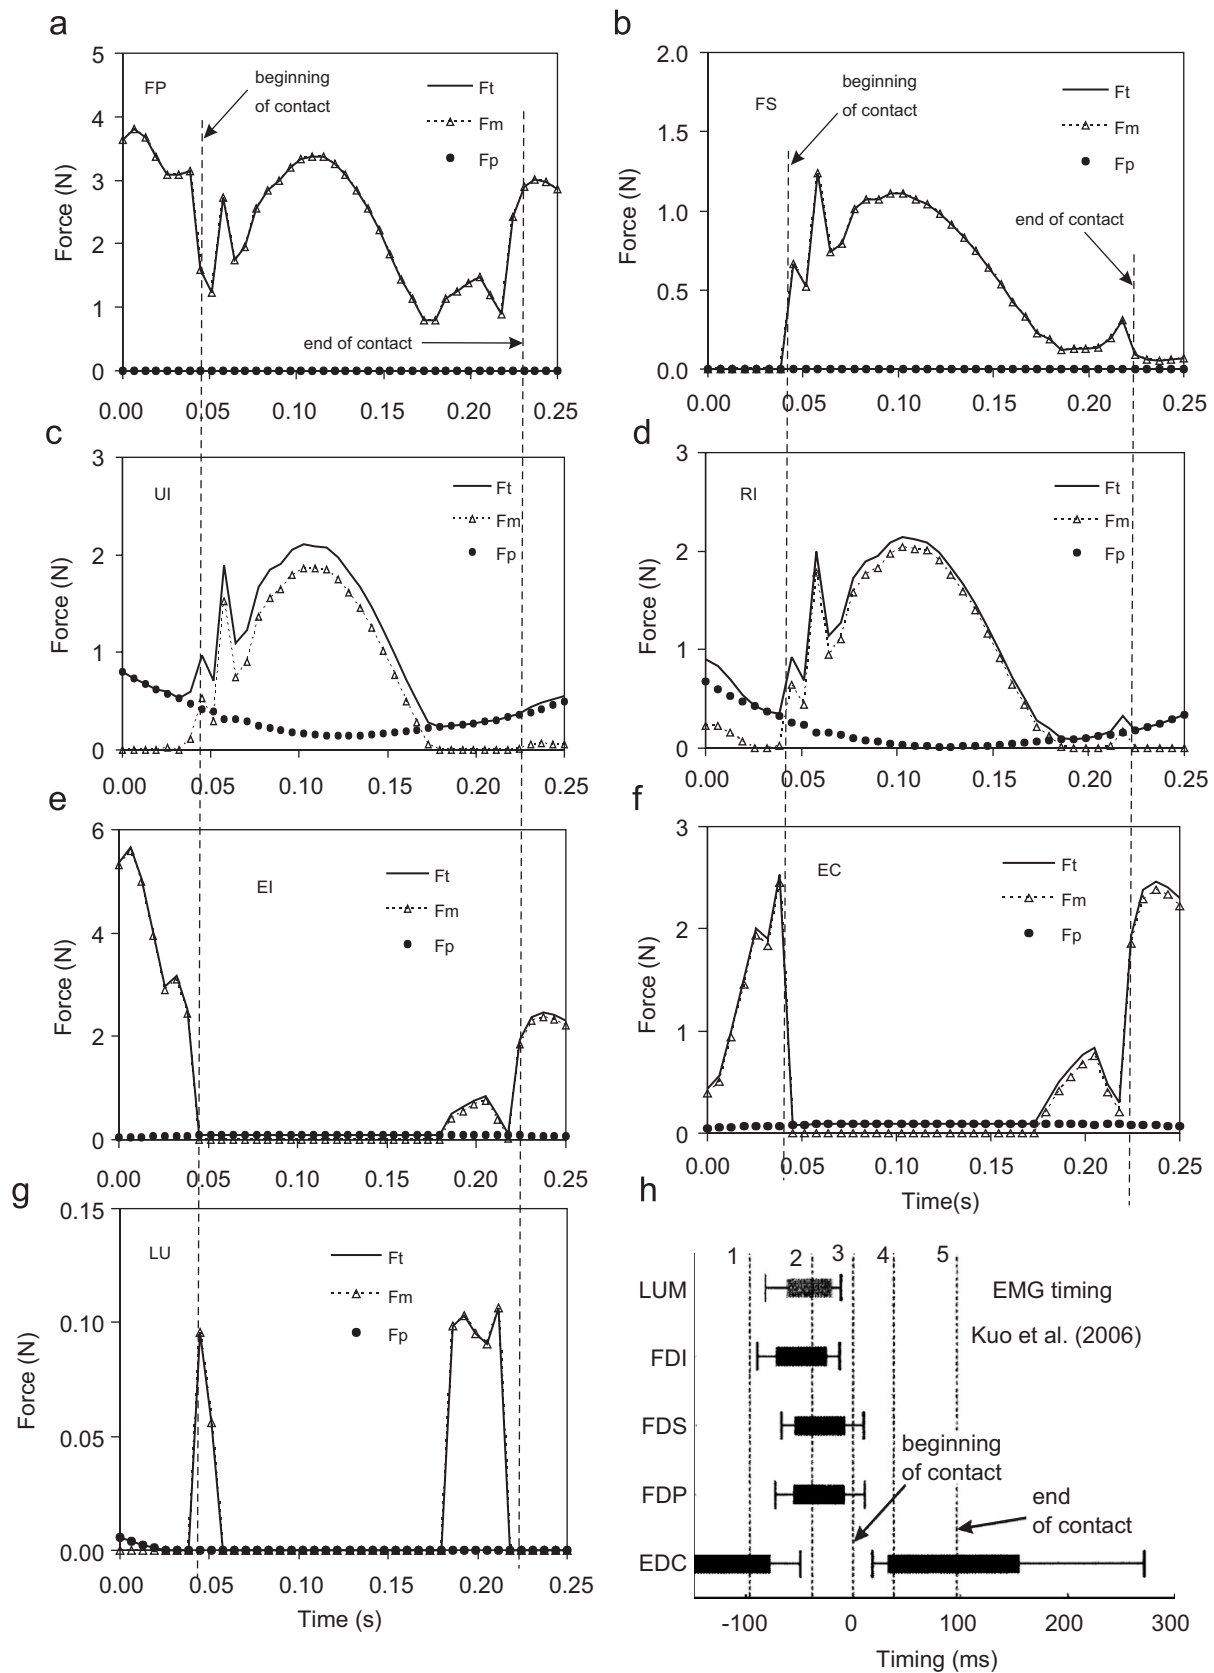 a
5
4
3
2
1
0
Force (N)
FP
beginning
of contact
Ft
Fm
Fp
end of contact
0.00 0.05 0.10 0.15 0.20 0.25
b
2.0
1.5
1.0
0.5
0.0
Force (N)
FS
beginning
of contact
Ft
Fm
Fp
end of contact
0.00 0.05 0.10 0.15 0.20 0.25
c
3
2
1
0
Force (N)
UI
Ft
Fm
Fp
0.00 0.05 0.10 0.15 0.20 0.25
d
3
2
1
0
Force (N)
RI
Ft
Fm
Fp
0.00 0.05 0.10 0.15 0.20 0.25
e
6
4
2
0
Force (N)
EI
Ft
Fm
Fp
0.00 0.05 0.10 0.15 0.20 0.25
f
3
2
1
0
Force (N)
EC
Ft
Fm
Fp
0.00 0.05 0.10 0.15 0.20 0.25
Time(s)
g
0.15
0.10
0.05
0.00
Force (N)
LU
Ft
Fm
Fp
0.00 0.05 0.10 0.15 0.20 0.25
Time (s)
h
1 2 3 4 5
LUM
FDI
FDS
FDP
EDC
EMG timing
Kuo et al. (2006)
beginning
of contact
end
of contact
-100 0 100 200 300
Timing (ms)